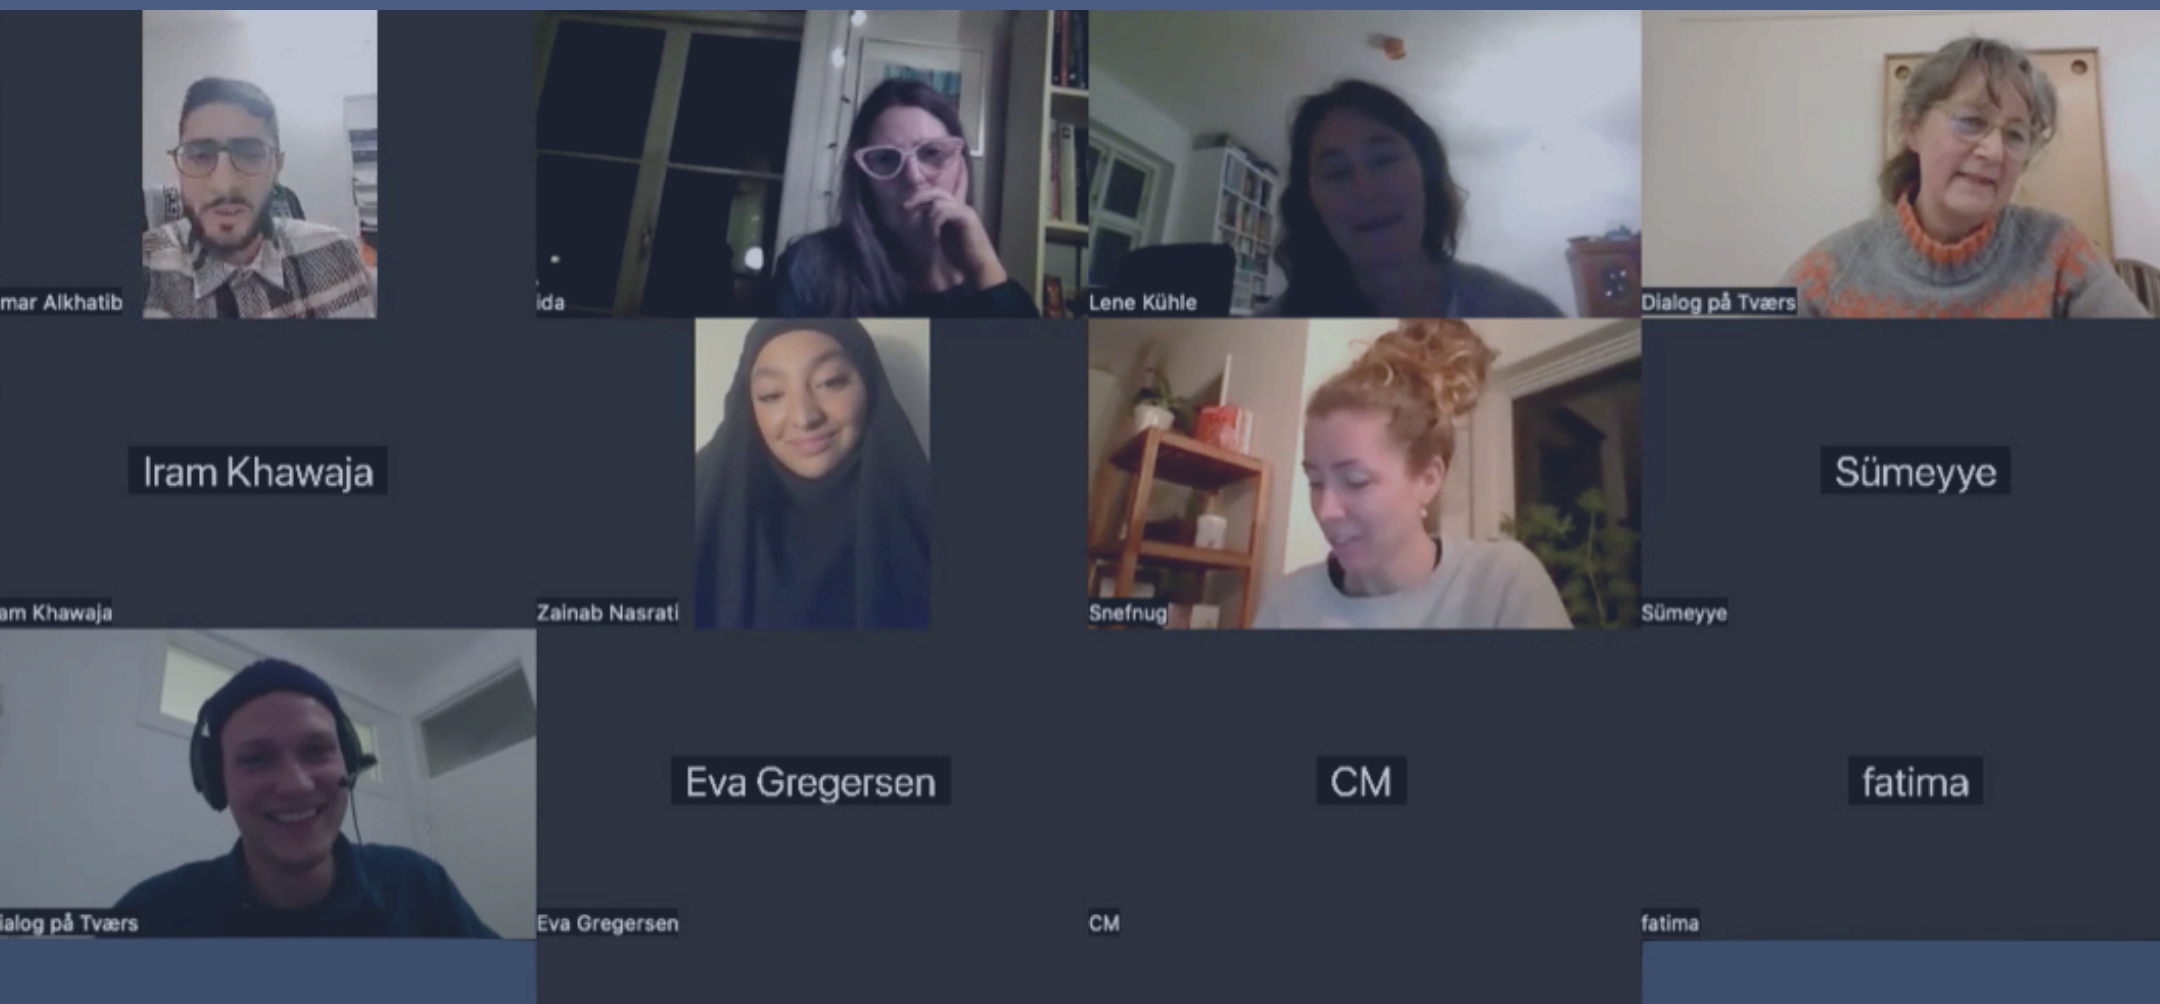 mar Alkhatib
ida
Lene Kühle
Dialog på Tværs
Iram Khawaja
am Khawaja
Zainab Nasrati
Snefnug
Sümeyye
Sümeyye
ialog på Tværs
Eva Gregersen
Eva Gregersen
CM
CM
fatima
fatima